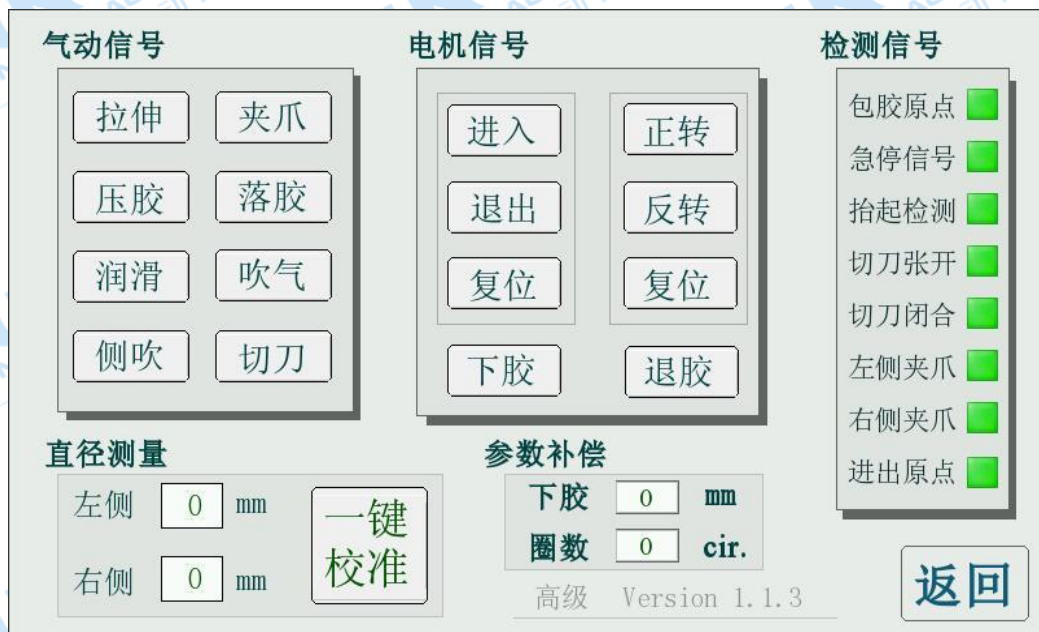 气动信号
拉伸 夹爪
压胶 落胶
润滑 吹气
侧吹 切刀
电机信号
进入 正转
退出 反转
复位 复位
下胶 退胶
检测信号
包胶原点
急停信号
抬起检测
切刀张开
切刀闭合
左侧夹爪
右侧夹爪
进出原点
直径测量
左侧 0 mm
右侧 0 mm
一键
校准
参数补偿
下胶 0 mm
圈数 0 cir.
高级 Version 1.1.3
返回